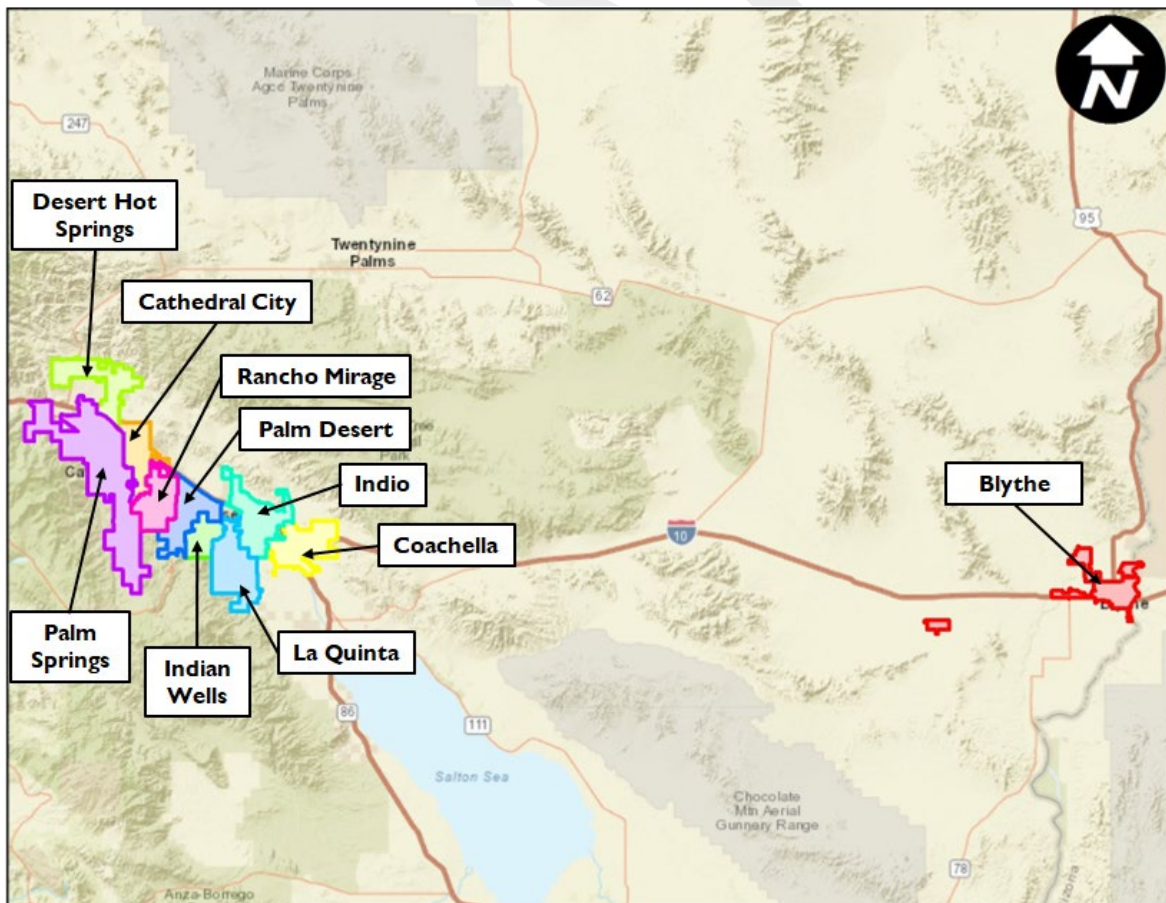 N
Marine Corps
Agcc Twentynine
Palms
247
Desert Hot
Springs
95
Twentynine
Palms
Cathedral City
62
Rancho Mirage
Palm Desert
Park
Indio
Blythe
10
Coachella
Palm
Springs
Indian
Wells
La Quinta
86
111
Salton Sea
Chocolate
Mtn Aerial
Gunnery Range
78
Anza-Borrego